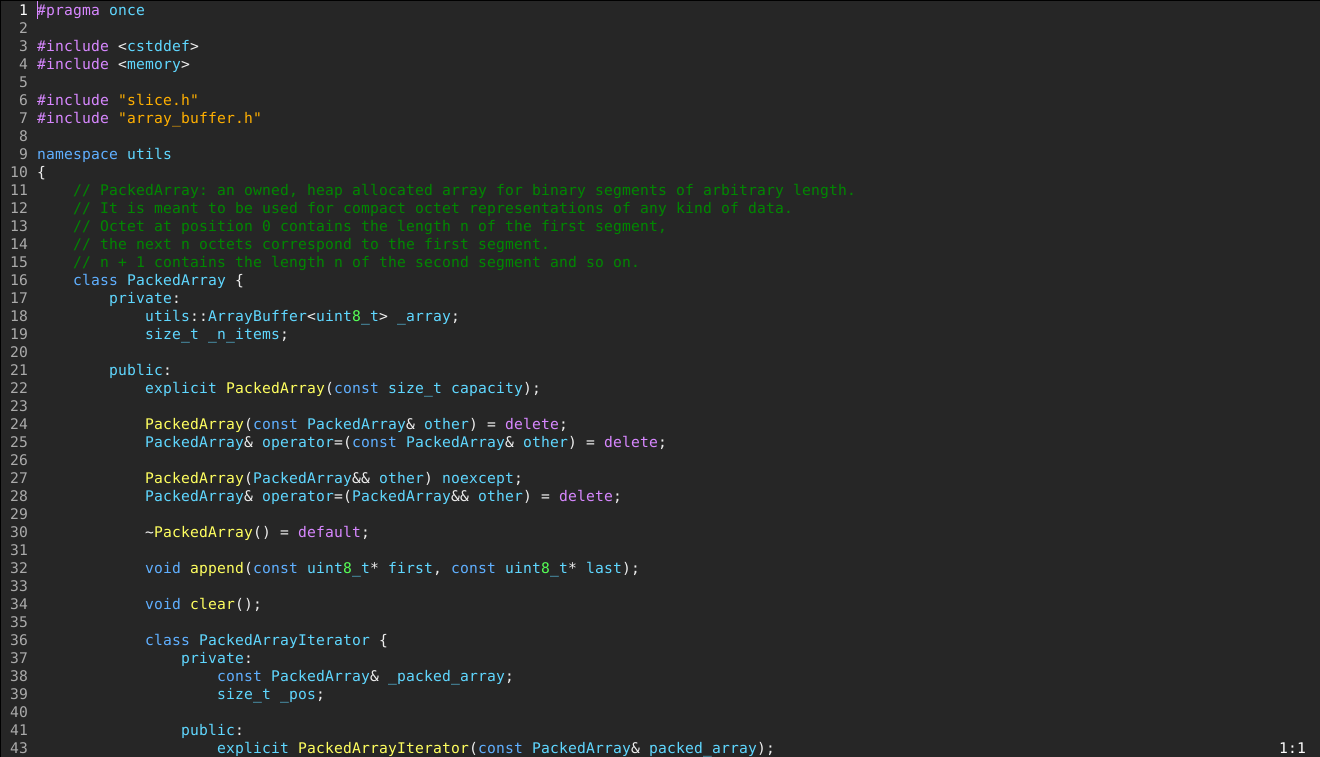 1 #pragma once
2
3 #include <cstddef>
4 #include <memory>
5
6 #include "slice.h"
7 #include "array_buffer.h"
8
9 namespace utils
10 {
11     // PackedArray: an owned, heap allocated array for binary segments of arbitrary length.
12     // It is meant to be used for compact octet representations of any kind of data.
13     // Octet at position 0 contains the length n of the first segment,
14     // the next n octets correspond to the first segment.
15     // n + 1 contains the length n of the second segment and so on.
16     class PackedArray {
17         private:
18             utils::ArrayBuffer<uint8_t> _array;
19             size_t _n_items;
20
21         public:
22             explicit PackedArray(const size_t capacity);
23
24             PackedArray(const PackedArray& other) = delete;
25             PackedArray& operator=(const PackedArray& other) = delete;
26
27             PackedArray(PackedArray&& other) noexcept;
28             PackedArray& operator=(PackedArray&& other) = delete;
29
30             ~PackedArray() = default;
31
32             void append(const uint8_t* first, const uint8_t* last);
33
34             void clear();
35
36             class PackedArrayIterator {
37                 private:
38                     const PackedArray& _packed_array;
39                     size_t _pos;
40
41                 public:
43                     explicit PackedArrayIterator(const PackedArray& packed_array);
1:1